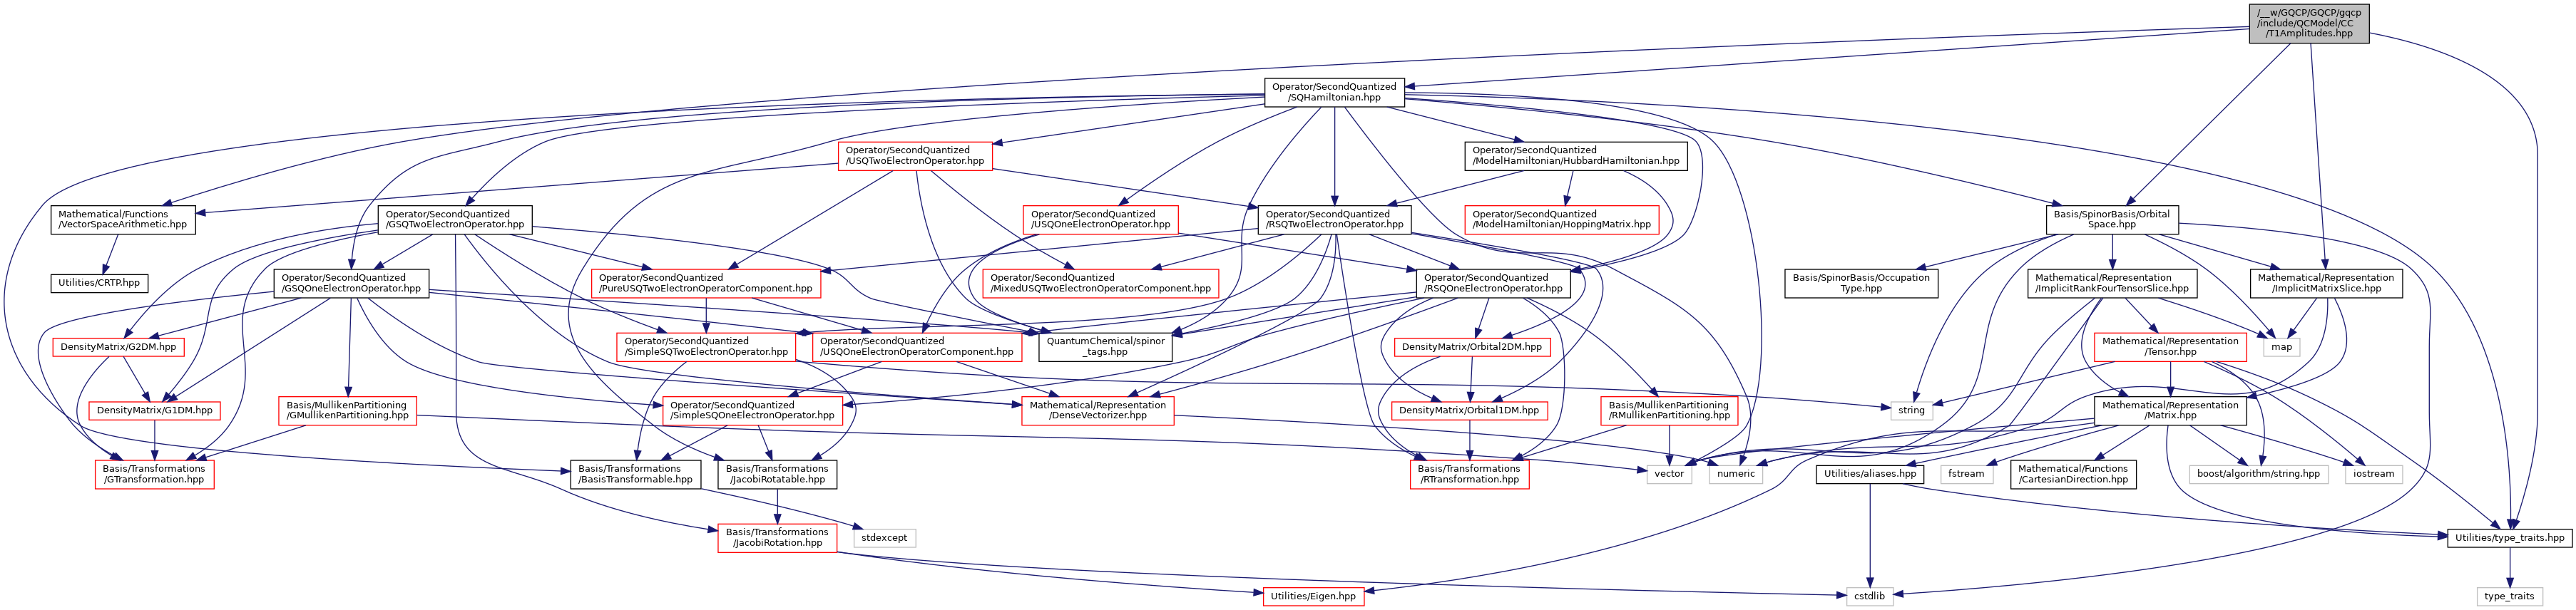 /__w/GQCP/GQCP/gqcp
/include/QCModel/CC
/T1Amplitudes.hpp
Operator/SecondQuantized
/SQHamiltonian.hpp
Operator/SecondQuantized
/USQTwoElectronOperator.hpp
Operator/SecondQuantized
/ModelHamiltonian/HubbardHamiltonian.hpp
Mathematical/Functions
/VectorSpaceArithmetic.hpp
Operator/SecondQuantized
/GSQTwoElectronOperator.hpp
Operator/SecondQuantized
/USQOneElectronOperator.hpp
Operator/SecondQuantized
/RSQTwoElectronOperator.hpp
Operator/SecondQuantized
/ModelHamiltonian/HoppingMatrix.hpp
Basis/SpinorBasis/Orbital
Space.hpp
Utilities/CRTP.hpp
Operator/SecondQuantized
/GSQOneElectronOperator.hpp
Operator/SecondQuantized
/PureUSQTwoElectronOperatorComponent.hpp
Operator/SecondQuantized
/MixedUSQTwoElectronOperatorComponent.hpp
Operator/SecondQuantized
/RSQOneElectronOperator.hpp
Basis/SpinorBasis/Occupation
Type.hpp
Mathematical/Representation
/ImplicitRankFourTensorSlice.hpp
Mathematical/Representation
/ImplicitMatrixSlice.hpp
DensityMatrix/G2DM.hpp
Operator/SecondQuantized
/SimpleSQTwoElectronOperator.hpp
Operator/SecondQuantized
/USQOneElectronOperatorComponent.hpp
QuantumChemical/spinor
_tags.hpp
DensityMatrix/Orbital2DM.hpp
Mathematical/Representation
/Tensor.hpp
map
DensityMatrix/G1DM.hpp
Basis/MullikenPartitioning
/GMullikenPartitioning.hpp
Operator/SecondQuantized
/SimpleSQOneElectronOperator.hpp
Mathematical/Representation
/DenseVectorizer.hpp
DensityMatrix/Orbital1DM.hpp
Basis/MullikenPartitioning
/RMullikenPartitioning.hpp
string
Mathematical/Representation
/Matrix.hpp
Basis/Transformations
/GTransformation.hpp
Basis/Transformations
/BasisTransformable.hpp
Basis/Transformations
/JacobiRotatable.hpp
Basis/Transformations
/RTransformation.hpp
vector
numeric
Utilities/aliases.hpp
fstream
Mathematical/Functions
/CartesianDirection.hpp
boost/algorithm/string.hpp
iostream
Basis/Transformations
/JacobiRotation.hpp
stdexcept
Utilities/type_traits.hpp
Utilities/Eigen.hpp
cstdlib
type_traits